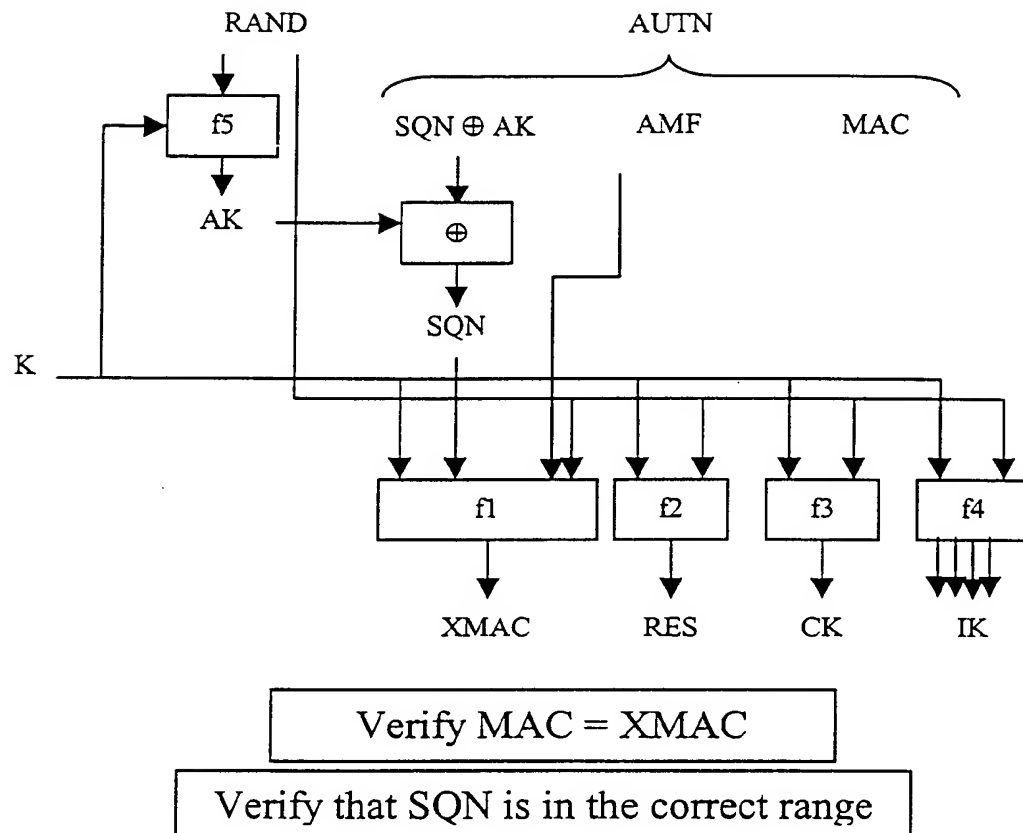 RAND AUTN
f5 SQN ⊕ AK AMF MAC
AK ⊕
SQN
K
f1 f2 f3 f4
XMAC RES CK IK
Verify MAC = XMAC
Verify that SQN is in the correct range